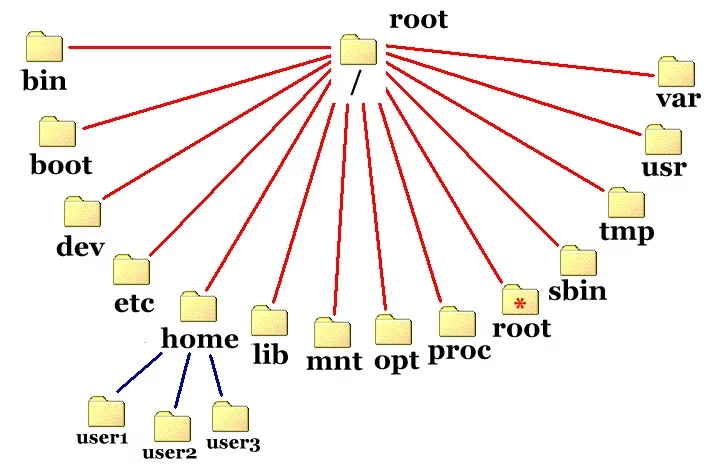 root
/
bin
var
boot
usr
dev
tmp
etc
sbin
home
lib
mnt
opt
proc
*
root
user1
user2
user3